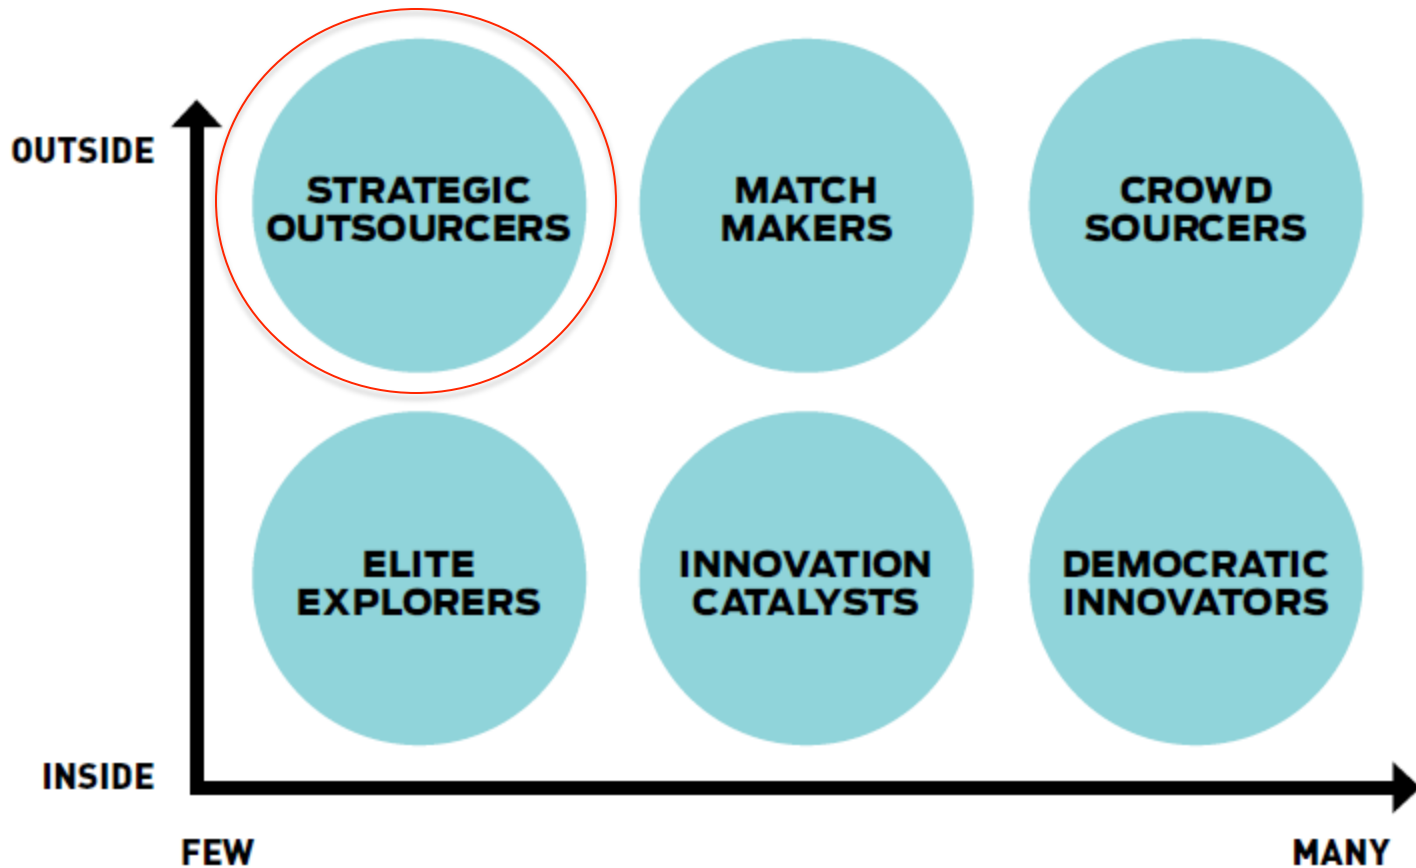 OUTSIDE
STRATEGIC
OUTSOURCERS
MATCH
MAKERS
CROWD
SOURCERS
ELITE
EXPLORERS
INNOVATION
CATALYSTS
DEMOCRATIC
INNOVATORS
INSIDE
FEW
MANY